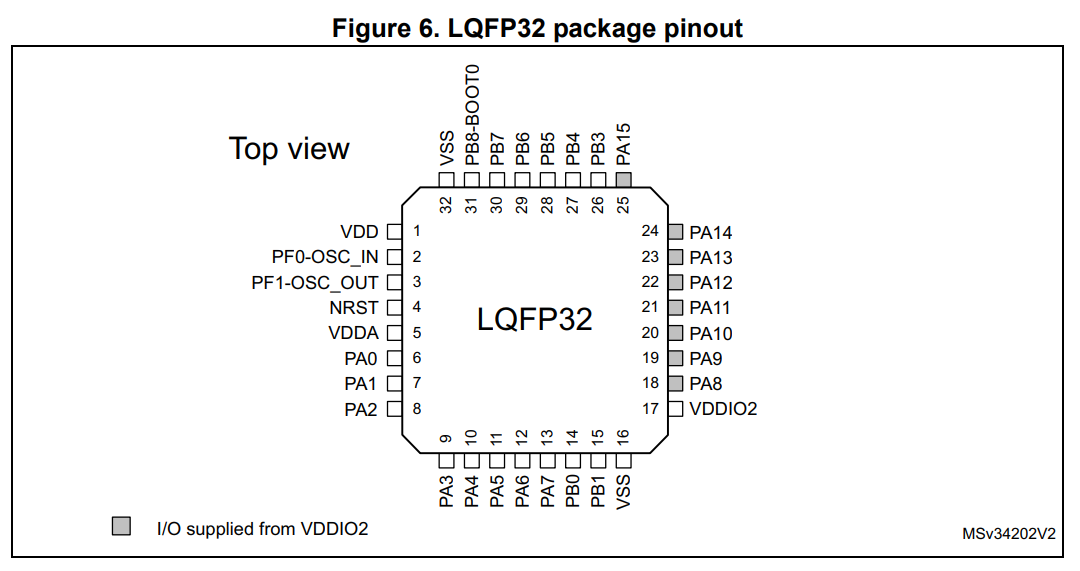 Figure 6. LQFP32 package pinout
Top view
VSS
PB8-BOOT0
PB7
PB6
PB5
PB4
PB3
PA15
32
31
30
29
28
27
26
25
VDD 1
PF0-OSC_IN 2
PF1-OSC_OUT 3
NRST 4
VDDA 5
PA0 6
PA1 7
PA2 8
LQFP32
24 PA14
23 PA13
22 PA12
21 PA11
20 PA10
19 PA9
18 PA8
17 VDDIO2
9
10
11
12
13
14
15
16
PA3
PA4
PA5
PA6
PA7
PB0
PB1
VSS
I/O supplied from VDDIO2
MSv34202V2